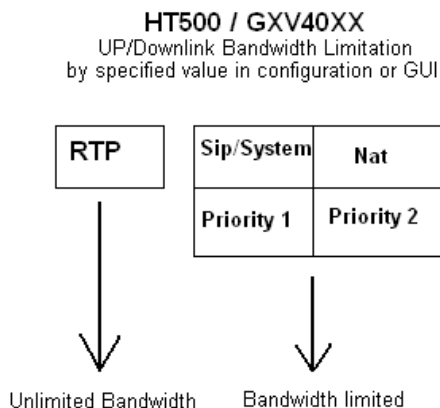 HT500 / GXV40XX
UP/Downlink Bandwidth Limitation
by specified value in configuration or GUI
RTP
Sip/System Nat
Priority 1 Priority 2
Unlimited Bandwidth Bandwidth limited